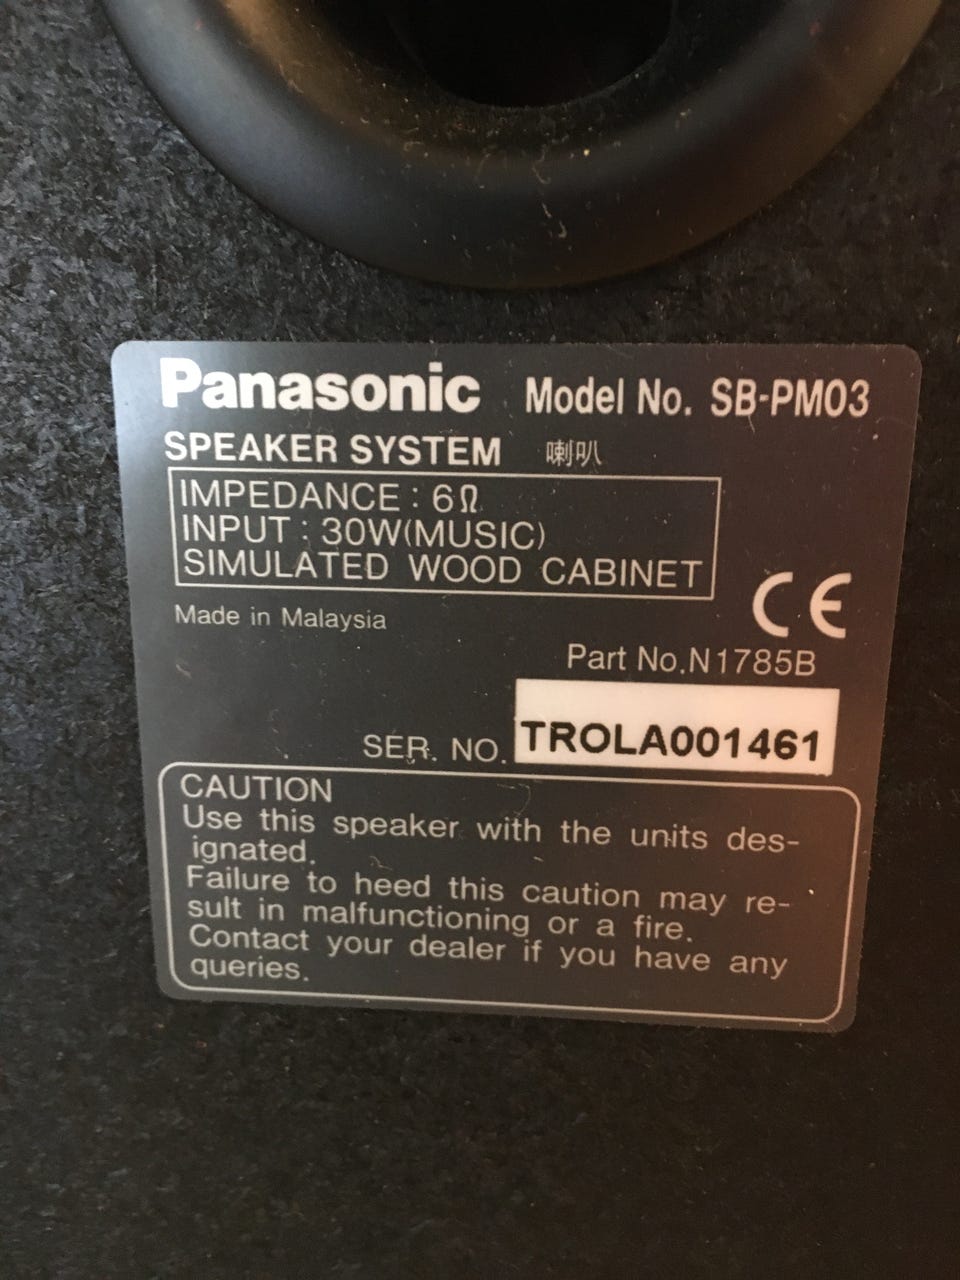 Panasonic Model No. SB-PM03
SPEAKER SYSTEM 喇叭
IMPEDANCE : 6Ω
INPUT : 30W(MUSIC)
SIMULATED WOOD CABINET
CE
Made in Malaysia
Part No.N1785B
SER. NO. TROLA001461
CAUTION
Use this speaker with the units des-
ignated.
Failure to heed this caution may re-
sult in malfunctioning or a fire.
Contact your dealer if you have any
queries.